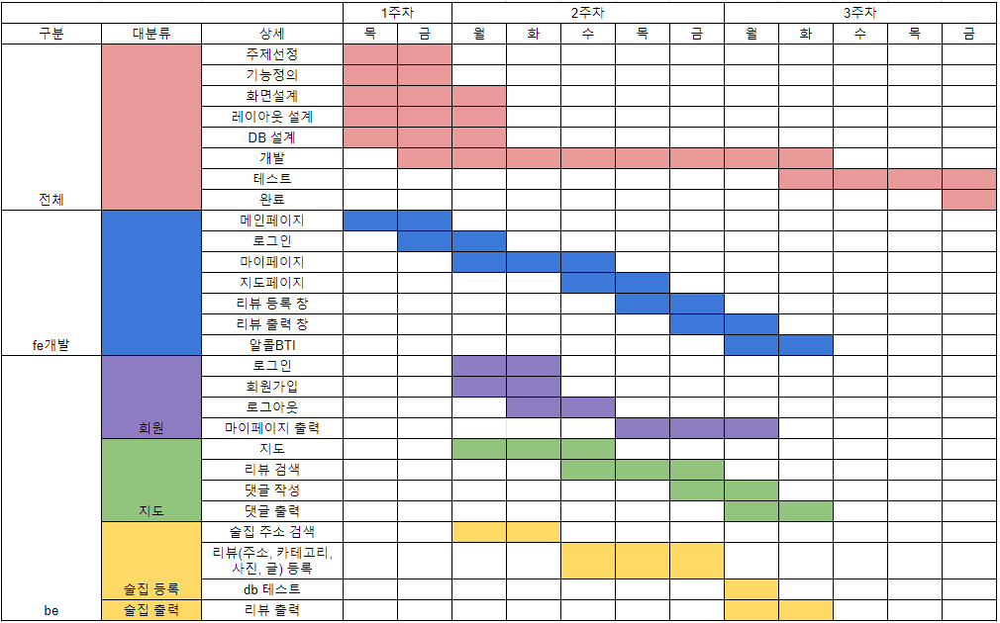 1주차 2주차 3주차
구분 대분류 상세 목 금 월 화 수 목 금 월 화 수 목 금
주제선정
기능정의
화면설계
레이아웃 설계
DB 설계
개발
테스트
전체 완료
메인페이지
로그인
마이페이지
지도페이지
리뷰 등록 창
리뷰 출력 창
fe개발 알콜BTI
로그인
회원가입
로그아웃
회원 마이페이지 출력
지도
리뷰 검색
댓글 작성
지도 댓글 출력
술집 주소 검색
리뷰(주소, 카테고리,
사진, 글) 등록
술집 등록 db 테스트
be 술집 출력 리뷰 출력